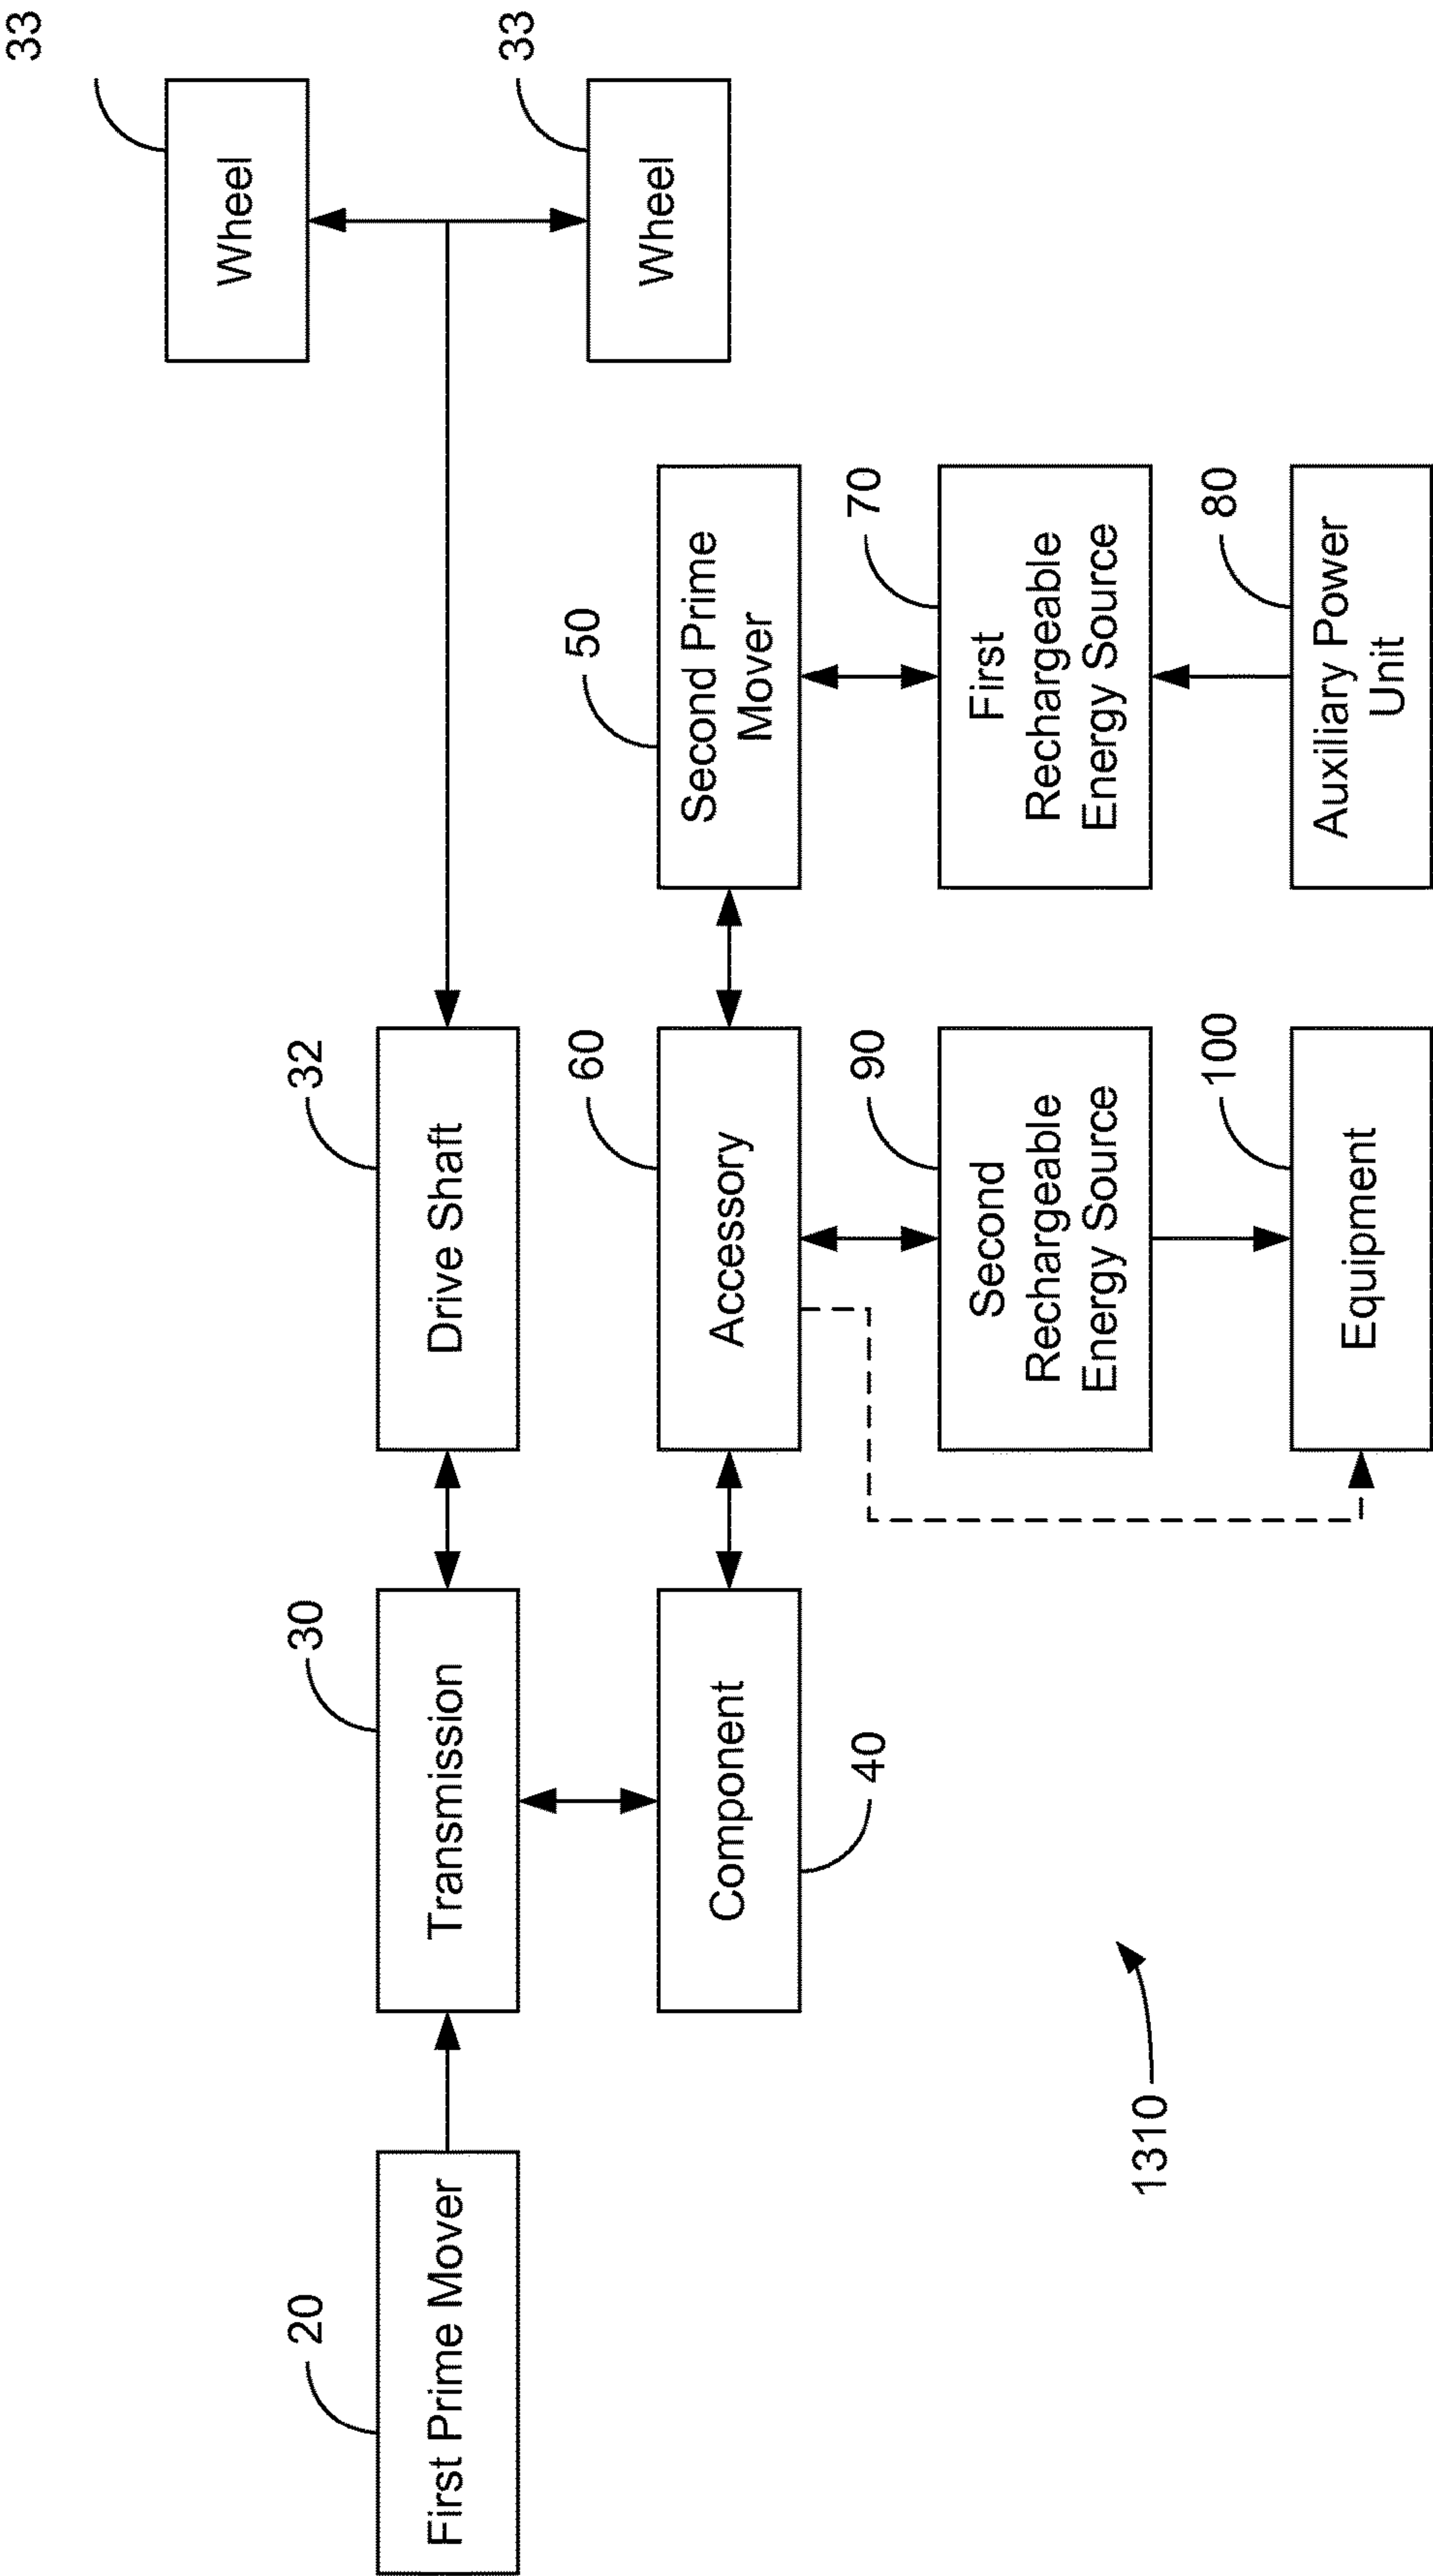 33
Wheel
33
Wheel
20
First Prime Mover
30
Transmission
32
Drive Shaft
40
Component
60
Accessory
50
Second Prime
Mover
90
Second
Rechargeable
Energy Source
70
First
Rechargeable
Energy Source
100
Equipment
80
Auxiliary Power
Unit
1310